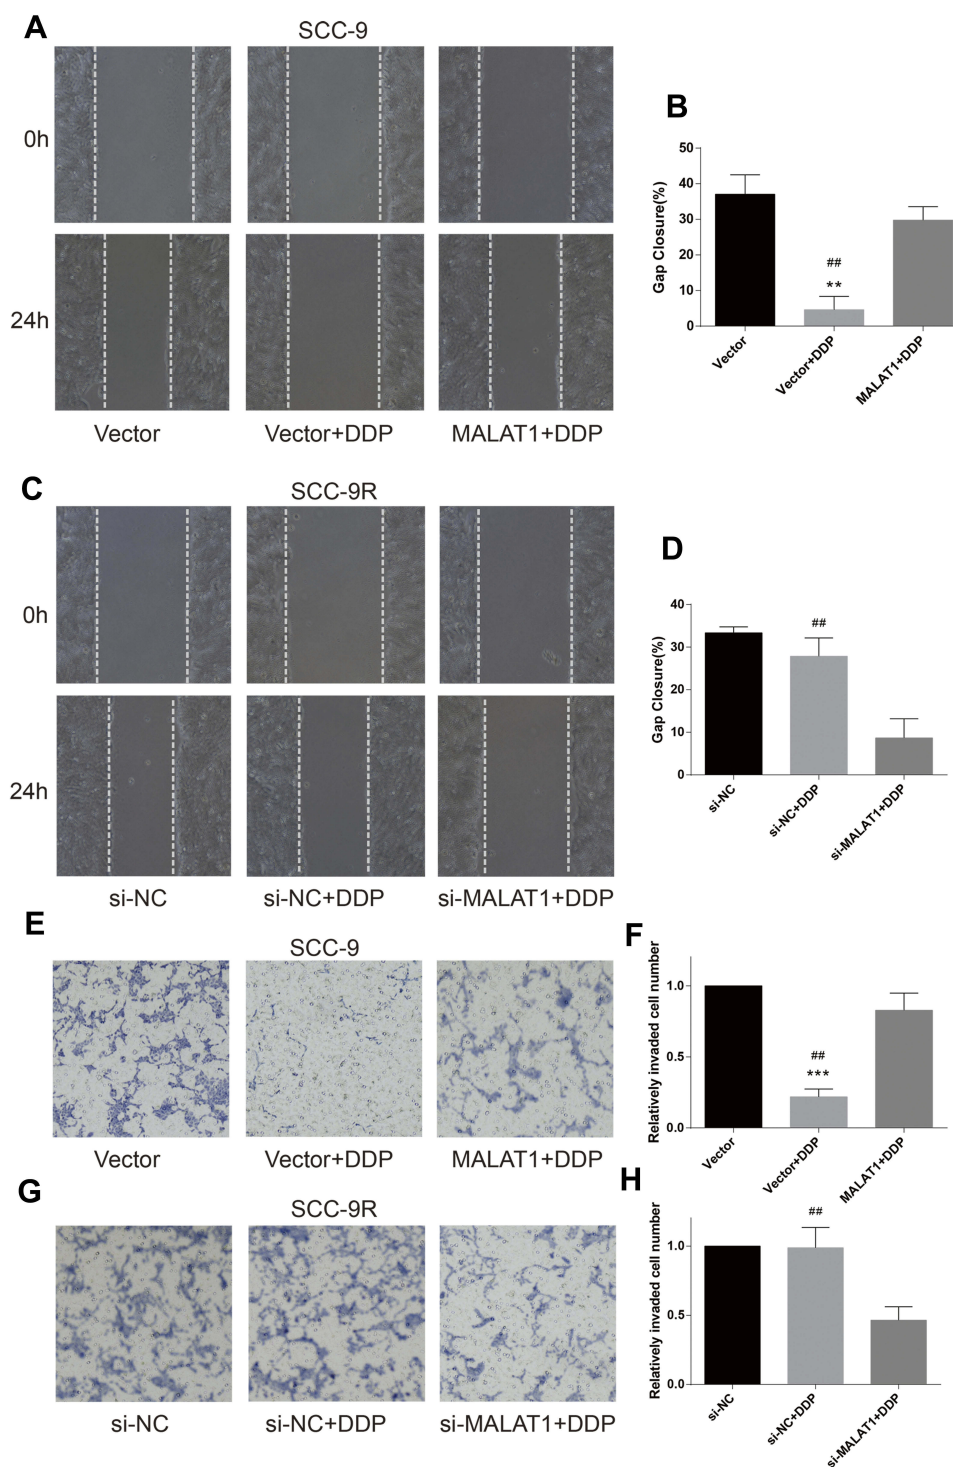 A
SCC-9
0h
24h
Vector
Vector+DDP
MALAT1+DDP
B
Gap Closure(%)
50
40
30
20
10
0
##
**
Vector
Vector+DDP
MALAT1+DDP
C
SCC-9R
0h
24h
si-NC
si-NC+DDP
si-MALAT1+DDP
D
Gap Closure(%)
40
30
20
10
0
##
si-NC
si-NC+DDP
si-MALAT1+DDP
E
SCC-9
Vector
Vector+DDP
MALAT1+DDP
F
Relatively invaded cell number
1.0
0.5
0.0
##
***
Vector
Vector+DDP
MALAT1+DDP
G
SCC-9R
si-NC
si-NC+DDP
si-MALAT1+DDP
H
Relatively invaded cell number
1.0
0.5
0.0
##
si-NC
si-NC+DDP
si-MALAT1+DDP